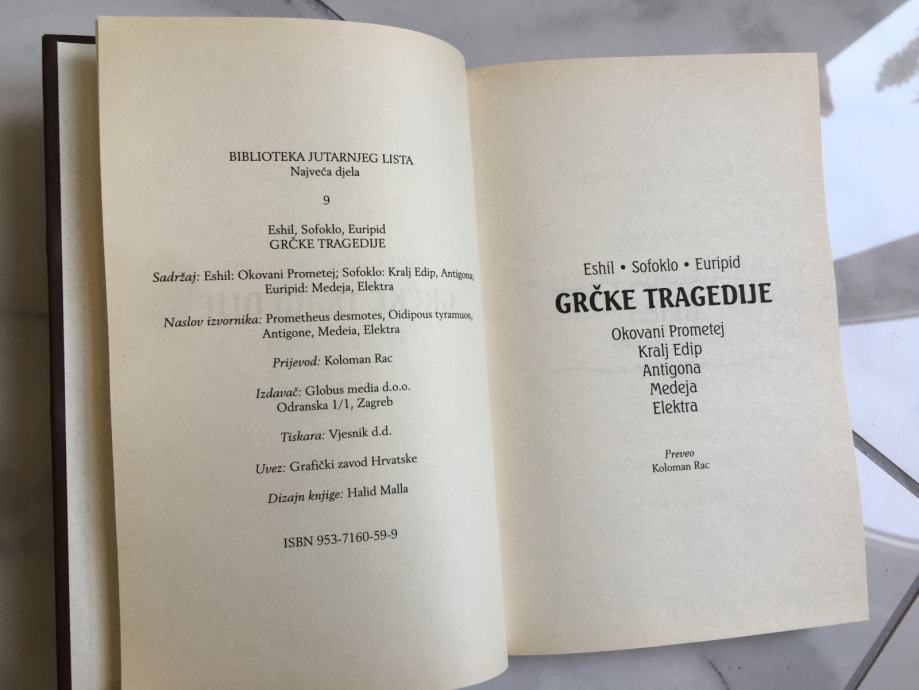 BIBLIOTEKA JUTARNJEG LISTA
Najveća djela
9
Eshil, Sofoklo, Euripid
GRČKE TRAGEDIJE
Sadržaj: Eshil: Okovani Prometej; Sofoklo: Kralj Edip, Antigona;
Euripid: Medeja, Elektra
Naslov izvornika: Prometheus desmotes, Oidipous tyramuos,
Antigone, Medeia, Elektra
Prijevod: Koloman Rac
Izdavač: Globus media d.o.o.
Odranska 1/1, Zagreb
Tiskara: Vjesnik d.d.
Uvez: Grafički zavod Hrvatske
Dizajn knjige: Halid Malla
ISBN 953-7160-59-9
Eshil • Sofoklo • Euripid
GRČKE TRAGEDIJE
Okovani Prometej
Kralj Edip
Antigona
Medeja
Elektra
Preveo
Koloman Rac